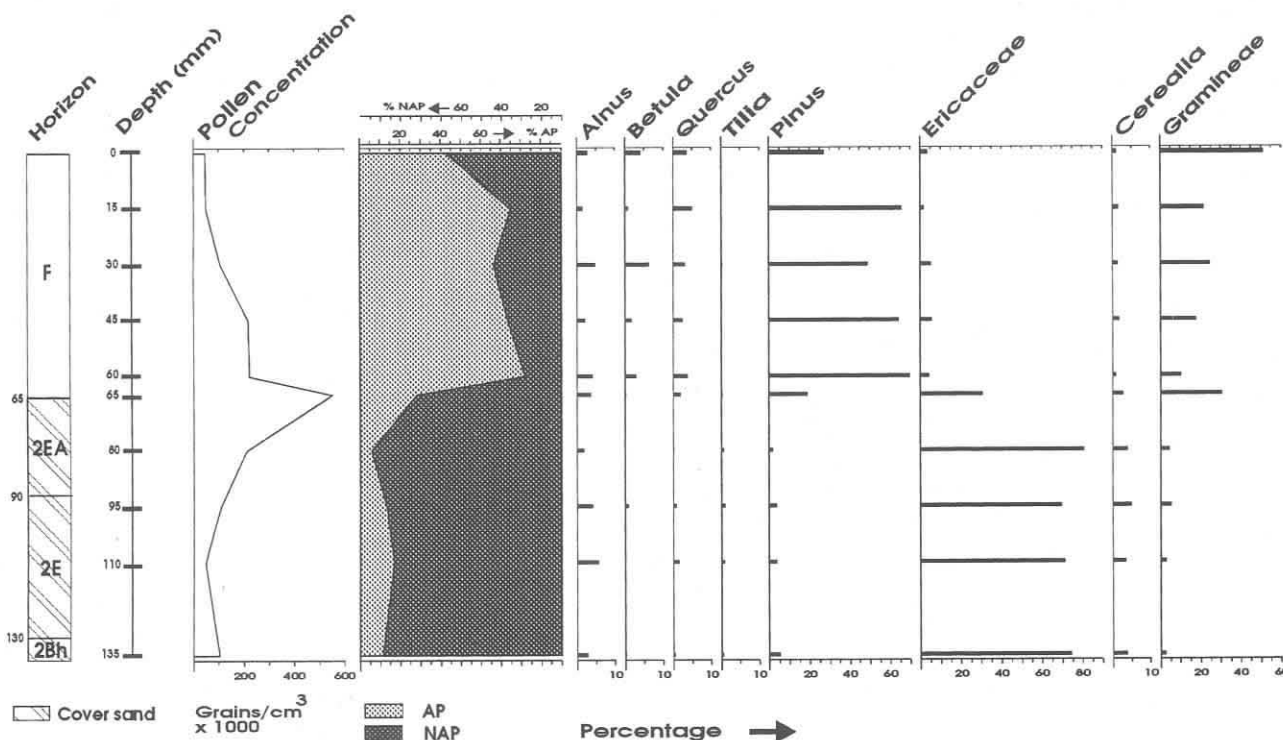 Horizon
Depth (mm)
Pollen
Concentration
% NAP ← 60 40 20
20 40 60 → % AP
Alnus
Betula
Quercus
Tilia
Pinus
Ericaceae
Cerealia
Gramineae
0
15
30
45
60
65
80
95
110
135
F
65
2EA
90
2E
130
2Bh
200 400 600
10
10
10
10
20 40 60
20 40 60 80
10
20 40 60
Cover sand
Grains/cm³
x 1000
AP
NAP
Percentage →